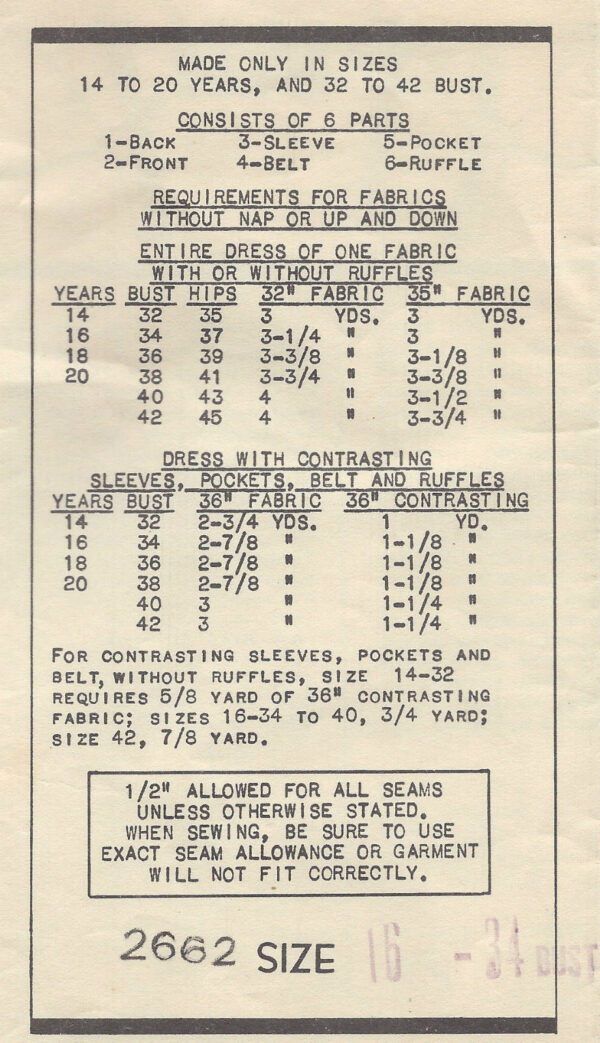 MADE ONLY IN SIZES
14 TO 20 YEARS, AND 32 TO 42 BUST.
CONSISTS OF 6 PARTS
1-BACK 3-SLEEVE 5-POCKET
2-FRONT 4-BELT 6-RUFFLE
REQUIREMENTS FOR FABRICS
WITHOUT NAP OR UP AND DOWN
ENTIRE DRESS OF ONE FABRIC
WITH OR WITHOUT RUFFLES
YEARS BUST HIPS 32" FABRIC 35" FABRIC
14 32 35 3 YDS. 3 YDS.
16 34 37 3-1/4 " 3 "
18 36 39 3-3/8 " 3-1/8 "
20 38 41 3-3/4 " 3-3/8 "
40 43 4 " 3-1/2 "
42 45 4 " 3-3/4 "
DRESS WITH CONTRASTING
SLEEVES, POCKETS, BELT AND RUFFLES
YEARS BUST 36" FABRIC 36" CONTRASTING
14 32 2-3/4 YDS. 1 YD.
16 34 2-7/8 " 1-1/8 "
18 36 2-7/8 " 1-1/8 "
20 38 2-7/8 " 1-1/8 "
40 3 " 1-1/4 "
42 3 " 1-1/4 "
FOR CONTRASTING SLEEVES, POCKETS AND
BELT, WITHOUT RUFFLES, SIZE 14-32
REQUIRES 5/8 YARD OF 36" CONTRASTING
FABRIC; SIZES 16-34 TO 40, 3/4 YARD;
SIZE 42, 7/8 YARD.
1/2" ALLOWED FOR ALL SEAMS
UNLESS OTHERWISE STATED.
WHEN SEWING, BE SURE TO USE
EXACT SEAM ALLOWANCE OR GARMENT
WILL NOT FIT CORRECTLY.
2662 SIZE 16 - 34 BUST